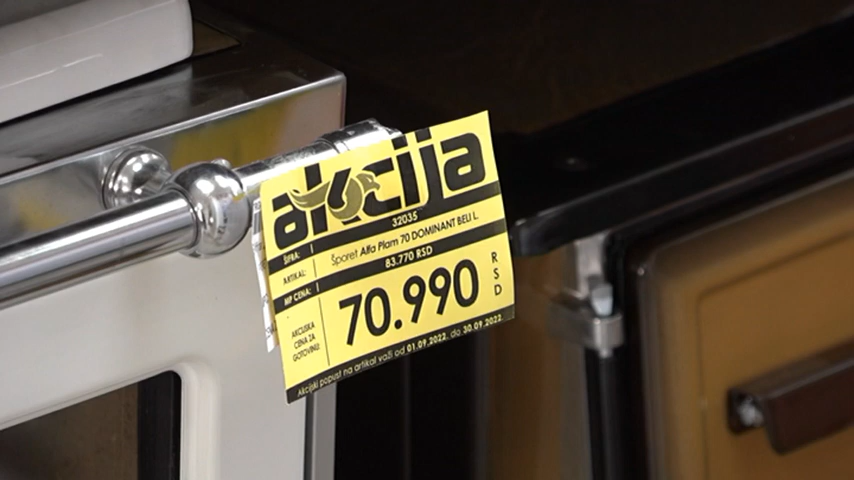 akcija
ŠIFRA: 32035
ARTIKAL: Šporet Alfa Plam 70 DOMINANT BELI L
MP CENA: 83.770 RSD
AKCIJSKA CENA ZA GOTOVINU: 70.990 RSD
Akcijski popust na artikal važi od 01.09.2022. do 30.09.2022.